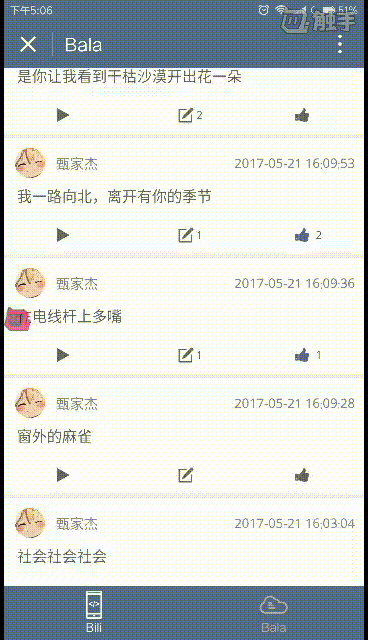 下午5:06
51%
触手
Bala
是你让我看到干枯沙漠开出花一朵
2
甄家杰
2017-05-21 16;09:53
我一路向北，离开有你的季节
1
2
甄家杰
2017-05-21 16;09:36
电线杆上多嘴
1
1
甄家杰
2017-05-21 16;09:28
窗外的麻雀
甄家杰
2017-05-21 16;03:04
社会社会社会
Bili
Bala